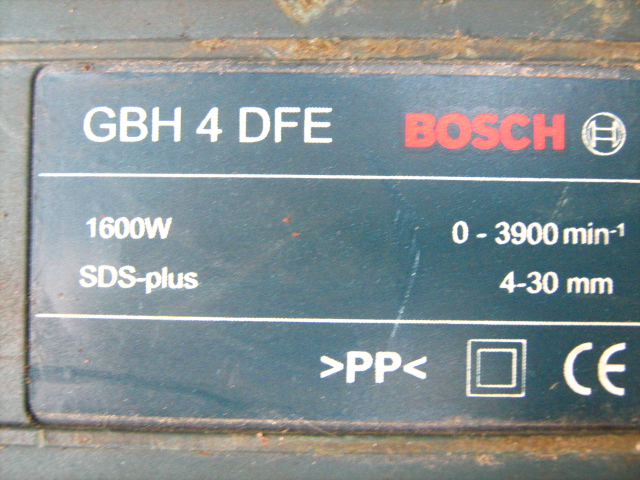 GBH 4 DFE BOSCH
1600W 0 - 3900 min-¹
SDS-plus 4-30 mm
>PP< CE